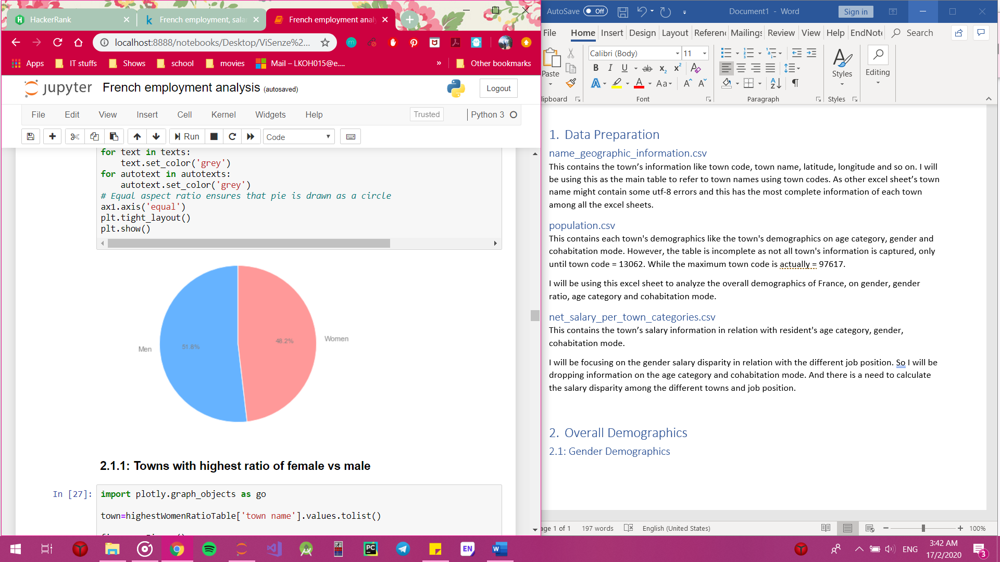 HackerRank
French employment, sala
French employment anal
localhost:8888/notebooks/Desktop/ViSenze%2...
Apps
IT stuffs
Shows
school
movies
Mail – LKOH015@e....
»
Other bookmarks
jupyter
French employment analysis (autosaved)
Logout
File Edit View Insert Cell Kernel Widgets Help
Trusted
Python 3
Run
Code
for text in texts:
text.set_color('grey')
for autotext in autotexts:
autotext.set_color('grey')
# Equal aspect ratio ensures that pie is drawn as a circle
ax1.axis('equal')
plt.tight_layout()
plt.show()
Men
51.8%
48.2%
Women
2.1.1: Towns with highest ratio of female vs male
In [27]:
import plotly.graph_objects as go
town=highestWomenRatioTable['town name'].values.tolist()
AutoSave Off
Document1 - Word
Sign in
File Home Insert Design Layout Referenc Mailings Review View Help EndNote Search
Paste
Calibri (Body) 11
B I U ab x₂ x²
A A Aa A A
Styles
Editing
lipboard
Font
Paragraph
Styles
1. Data Preparation
name_geographic_information.csv
This contains the town’s information like town code, town name, latitude, longitude and so on. I will
be using this as the main table to refer to town names using town codes. As other excel sheet’s town
name might contain some utf-8 errors and this has the most complete information of each town
among all the excel sheets.
population.csv
This contains each town's demographics like the town's demographics on age category, gender and
cohabitation mode. However, the table is incomplete as not all town's information is captured, only
until town code = 13062. While the maximum town code is actually = 97617.
I will be using this excel sheet to analyze the overall demographics of France, on gender, gender
ratio, age category and cohabitation mode.
net_salary_per_town_categories.csv
This contains the town’s salary information in relation with resident's age category, gender,
cohabitation mode.
I will be focusing on the gender salary disparity in relation with the different job position. So I will be
dropping information on the age category and cohabitation mode. And there is a need to calculate
the salary disparity among the different towns and job position.
2. Overall Demographics
2.1: Gender Demographics
age 1 of 1
197 words
English (United States)
100%
PC
EN
W
ENG
3:42 AM
17/2/2020
3